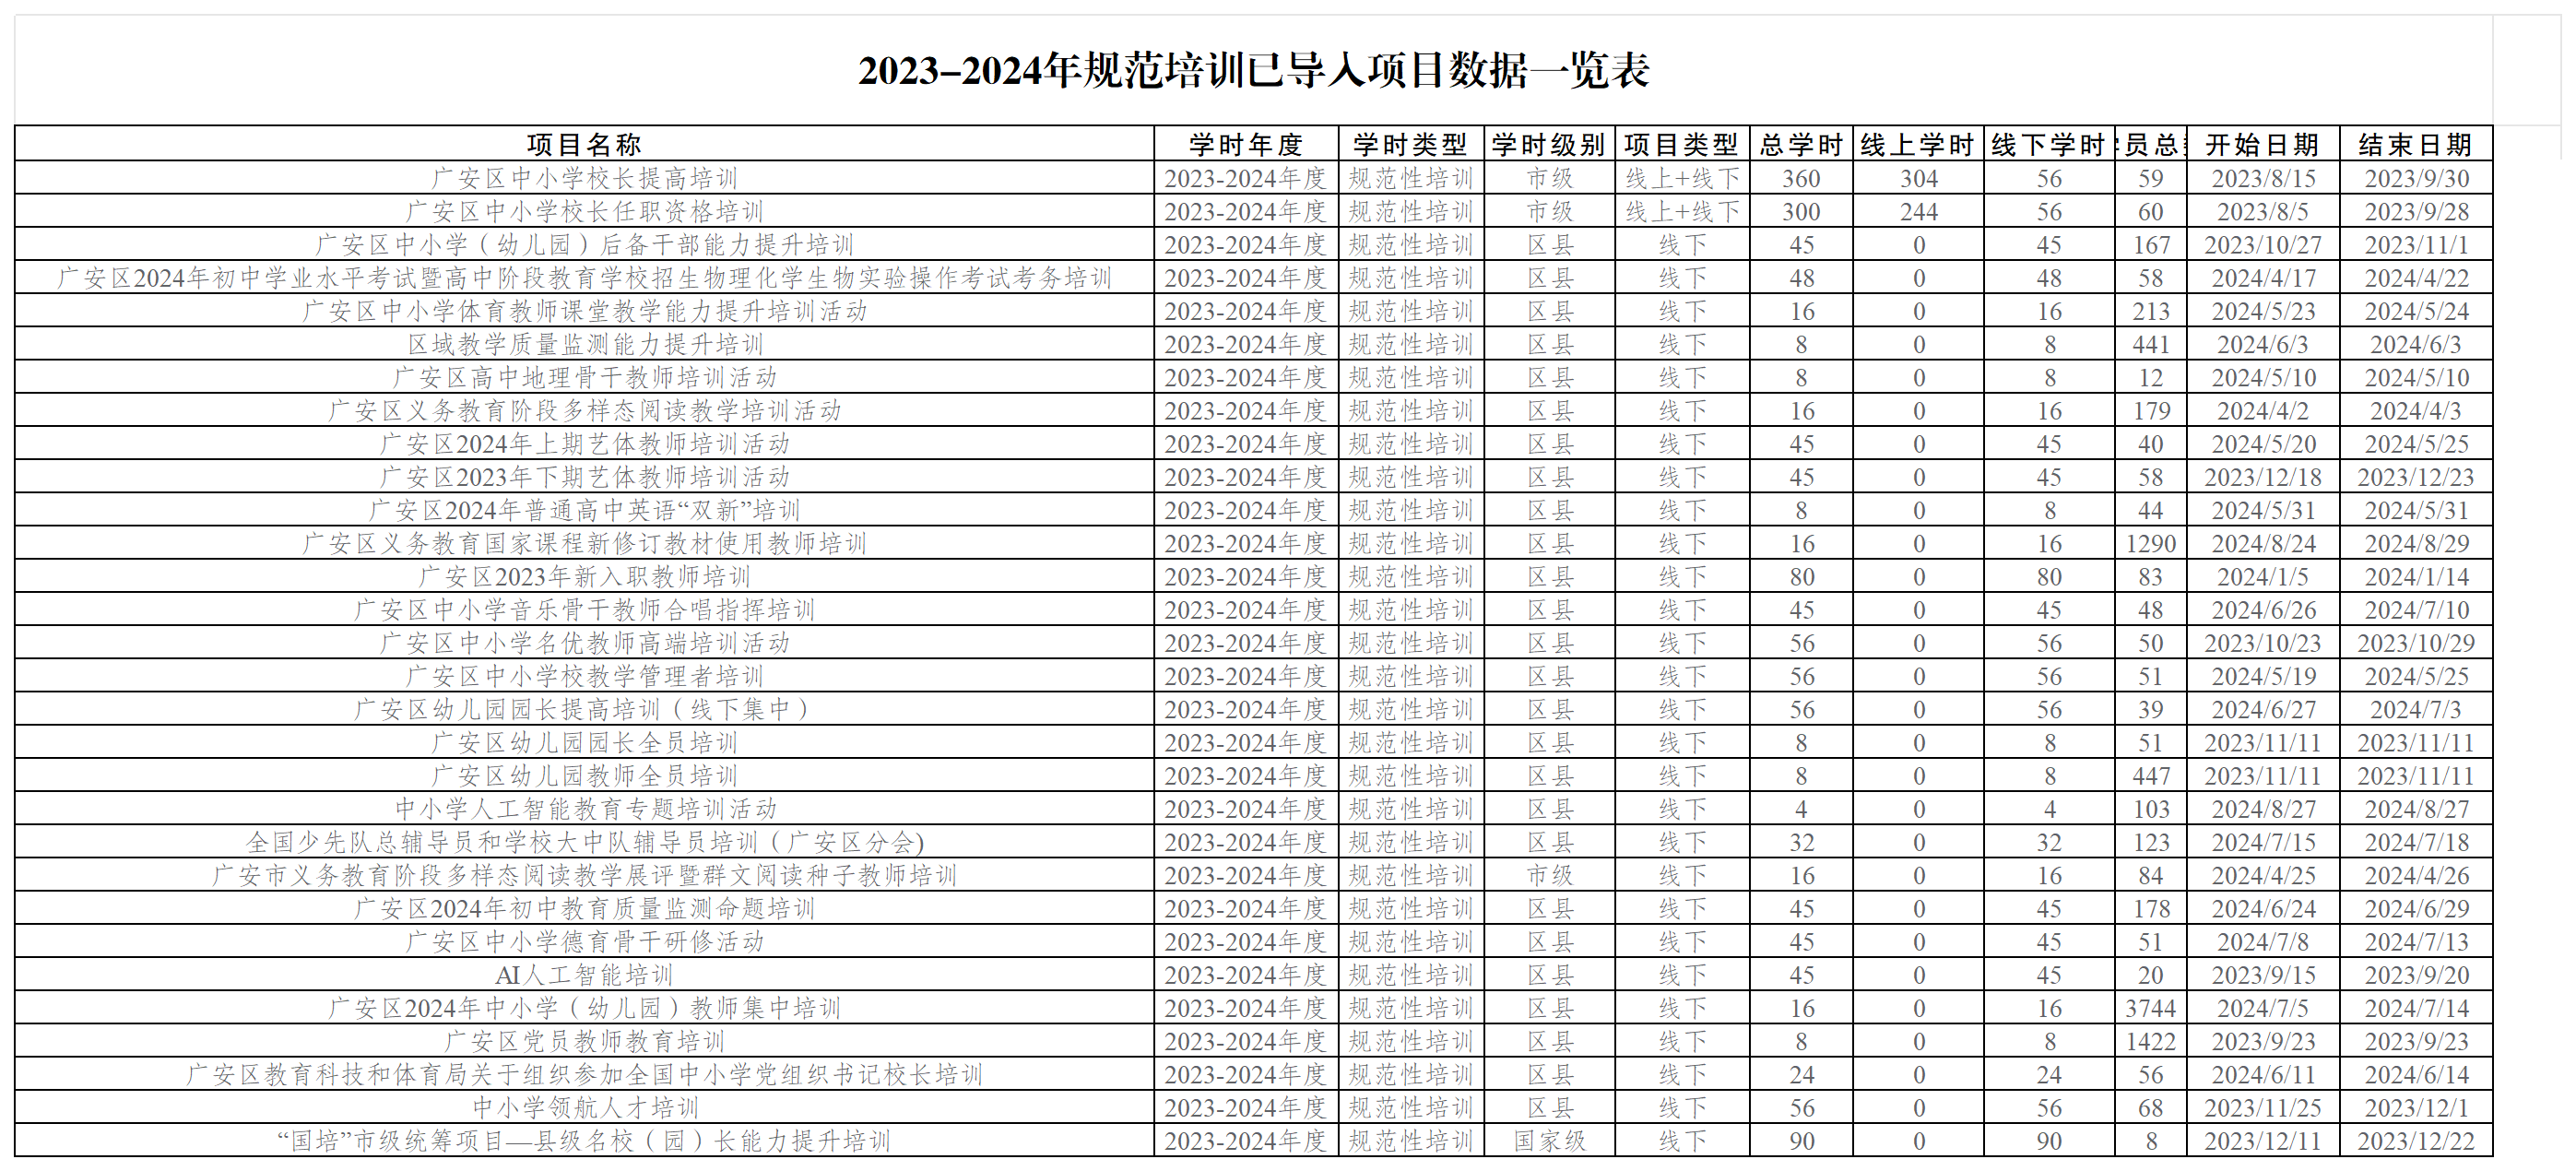 2023-2024年规范培训已导入项目数据一览表
项目名称 学时年度 学时类型 学时级别 项目类型 总学时 线上学时 线下学时 员总 开始日期 结束日期
广安区中小学校长提高培训 2023-2024年度 规范性培训 市级 线上+线下 360 304 56 59 2023/8/15 2023/9/30
广安区中小学校长任职资格培训 2023-2024年度 规范性培训 市级 线上+线下 300 244 56 60 2023/8/5 2023/9/28
广安区中小学（幼儿园）后备干部能力提升培训 2023-2024年度 规范性培训 区县 线下 45 0 45 167 2023/10/27 2023/11/1
广安区2024年初中学业水平考试暨高中阶段教育学校招生物理化学生物实验操作考试考务培训 2023-2024年度 规范性培训 区县 线下 48 0 48 58 2024/4/17 2024/4/22
广安区中小学体育教师课堂教学能力提升培训活动 2023-2024年度 规范性培训 区县 线下 16 0 16 213 2024/5/23 2024/5/24
区域教学质量监测能力提升培训 2023-2024年度 规范性培训 区县 线下 8 0 8 441 2024/6/3 2024/6/3
广安区高中地理骨干教师培训活动 2023-2024年度 规范性培训 区县 线下 8 0 8 12 2024/5/10 2024/5/10
广安区义务教育阶段多样态阅读教学培训活动 2023-2024年度 规范性培训 区县 线下 16 0 16 179 2024/4/2 2024/4/3
广安区2024年上期艺体教师培训活动 2023-2024年度 规范性培训 区县 线下 45 0 45 40 2024/5/20 2024/5/25
广安区2023年下期艺体教师培训活动 2023-2024年度 规范性培训 区县 线下 45 0 45 58 2023/12/18 2023/12/23
广安区2024年普通高中英语“双新”培训 2023-2024年度 规范性培训 区县 线下 8 0 8 44 2024/5/31 2024/5/31
广安区义务教育国家课程新修订教材使用教师培训 2023-2024年度 规范性培训 区县 线下 16 0 16 1290 2024/8/24 2024/8/29
广安区2023年新入职教师培训 2023-2024年度 规范性培训 区县 线下 80 0 80 83 2024/1/5 2024/1/14
广安区中小学音乐骨干教师合唱指挥培训 2023-2024年度 规范性培训 区县 线下 45 0 45 48 2024/6/26 2024/7/10
广安区中小学名优教师高端培训活动 2023-2024年度 规范性培训 区县 线下 56 0 56 50 2023/10/23 2023/10/29
广安区中小学校教学管理者培训 2023-2024年度 规范性培训 区县 线下 56 0 56 51 2024/5/19 2024/5/25
广安区幼儿园园长提高培训（线下集中） 2023-2024年度 规范性培训 区县 线下 56 0 56 39 2024/6/27 2024/7/3
广安区幼儿园园长全员培训 2023-2024年度 规范性培训 区县 线下 8 0 8 51 2023/11/11 2023/11/11
广安区幼儿园教师全员培训 2023-2024年度 规范性培训 区县 线下 8 0 8 447 2023/11/11 2023/11/11
中小学人工智能教育专题培训活动 2023-2024年度 规范性培训 区县 线下 4 0 4 103 2024/8/27 2024/8/27
全国少先队总辅导员和学校大中队辅导员培训（广安区分会) 2023-2024年度 规范性培训 区县 线下 32 0 32 123 2024/7/15 2024/7/18
广安市义务教育阶段多样态阅读教学展评暨群文阅读种子教师培训 2023-2024年度 规范性培训 市级 线下 16 0 16 84 2024/4/25 2024/4/26
广安区2024年初中教育质量监测命题培训 2023-2024年度 规范性培训 区县 线下 45 0 45 178 2024/6/24 2024/6/29
广安区中小学德育骨干研修活动 2023-2024年度 规范性培训 区县 线下 45 0 45 51 2024/7/8 2024/7/13
AI人工智能培训 2023-2024年度 规范性培训 区县 线下 45 0 45 20 2023/9/15 2023/9/20
广安区2024年中小学（幼儿园）教师集中培训 2023-2024年度 规范性培训 区县 线下 16 0 16 3744 2024/7/5 2024/7/14
广安区党员教师教育培训 2023-2024年度 规范性培训 区县 线下 8 0 8 1422 2023/9/23 2023/9/23
广安区教育科技和体育局关于组织参加全国中小学党组织书记校长培训 2023-2024年度 规范性培训 区县 线下 24 0 24 56 2024/6/11 2024/6/14
中小学领航人才培训 2023-2024年度 规范性培训 区县 线下 56 0 56 68 2023/11/25 2023/12/1
“国培”市级统筹项目—县级名校（园）长能力提升培训 2023-2024年度 规范性培训 国家级 线下 90 0 90 8 2023/12/11 2023/12/22